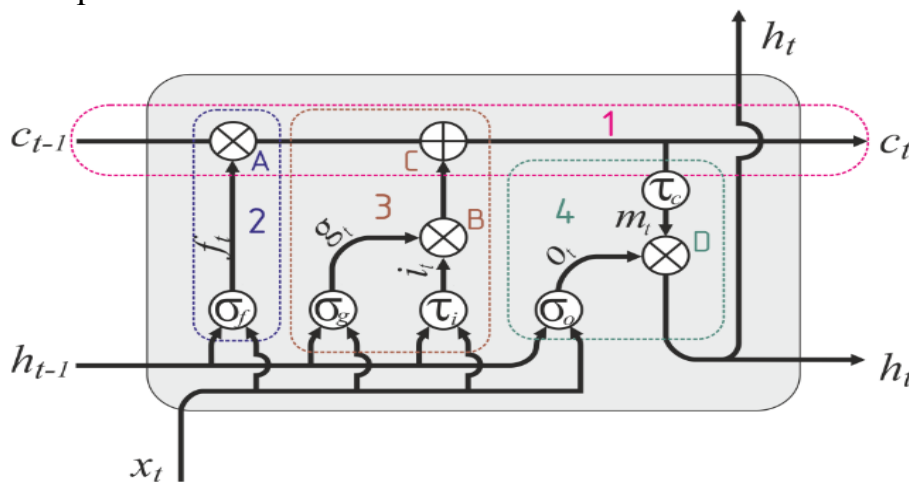 h_t
1
c_{t-1}
A
C
c_t
τ_c
2
3
B
4
m_t
D
f_t
g_t
i_t
o_t
σ_f
σ_g
τ_i
σ_o
h_{t-1}
h_t
x_t